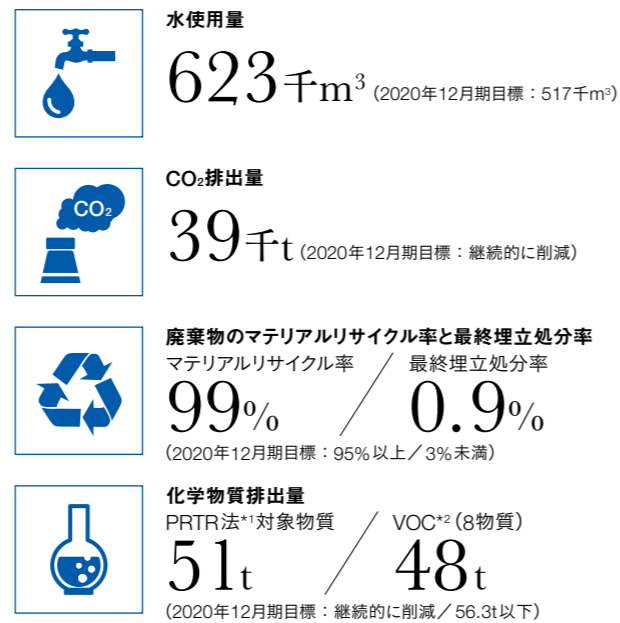 水使用量
623千m³（2020年12月期目標：517千m³）
CO₂排出量
CO₂
39千t（2020年12月期目標：継続的に削減）
廃棄物のマテリアルリサイクル率と最終埋立処分率
マテリアルリサイクル率／最終埋立処分率
99%／0.9%
（2020年12月期目標：95%以上／3%未満）
化学物質排出量
PRTR法*¹対象物質／VOC*²（8物質）
51t／48t
（2020年12月期目標：継続的に削減／56.3t以下）